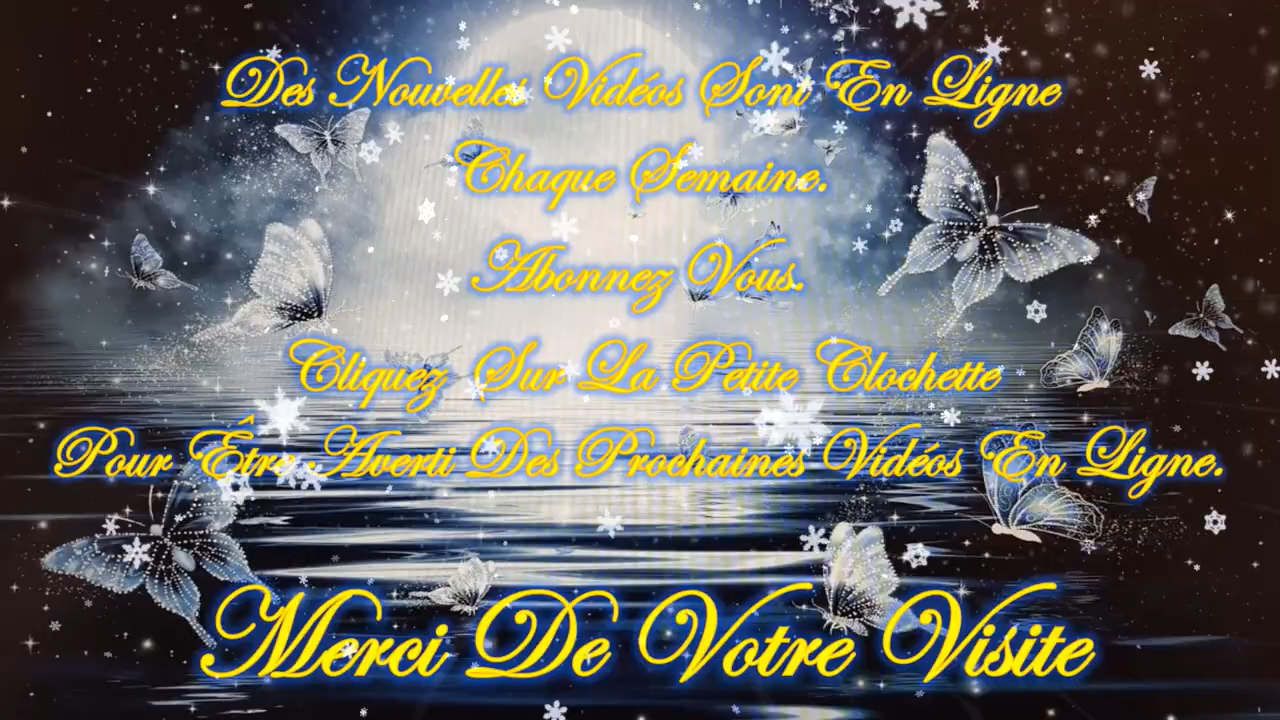 Des Nouvelles Vidéos Sont En Ligne
Chaque Semaine.
Abonnez Vous.
Cliquez Sur La Petite Clochette
Pour Être Averti Des Prochaines Vidéos En Ligne.
Merci De Votre Visite